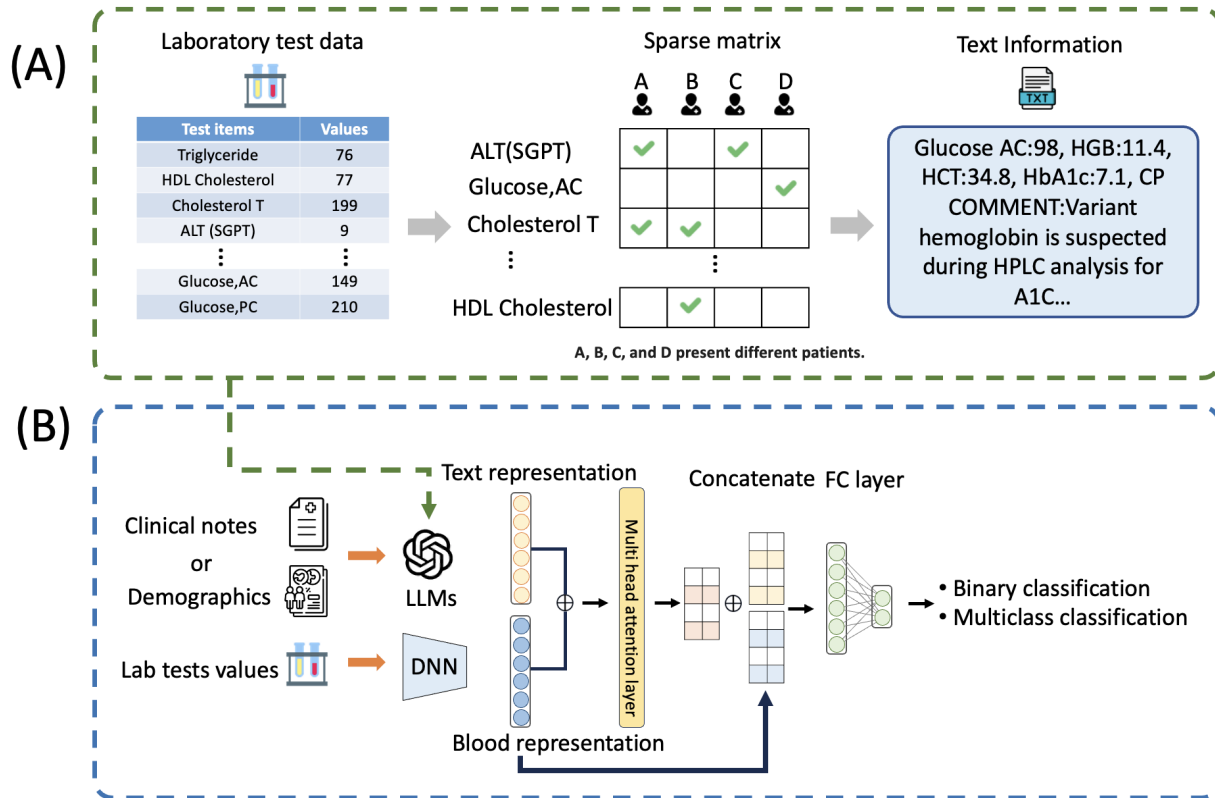 (A)
Laboratory test data
Test items Values
Triglyceride 76
HDL Cholesterol 77
Cholesterol T 199
ALT (SGPT) 9
Glucose,AC 149
Glucose,PC 210
Sparse matrix
A B C D
ALT(SGPT)
Glucose,AC
Cholesterol T
HDL Cholesterol
A, B, C, and D present different patients.
Text Information
TXT
Glucose AC:98, HGB:11.4,
HCT:34.8, HbA1c:7.1, CP
COMMENT:Variant
hemoglobin is suspected
during HPLC analysis for
A1C...
(B)
Clinical notes
or
Demographics
Lab tests values
LLMs
DNN
Text representation
Blood representation
Multi head attention layer
Concatenate FC layer
• Binary classification
• Multiclass classification